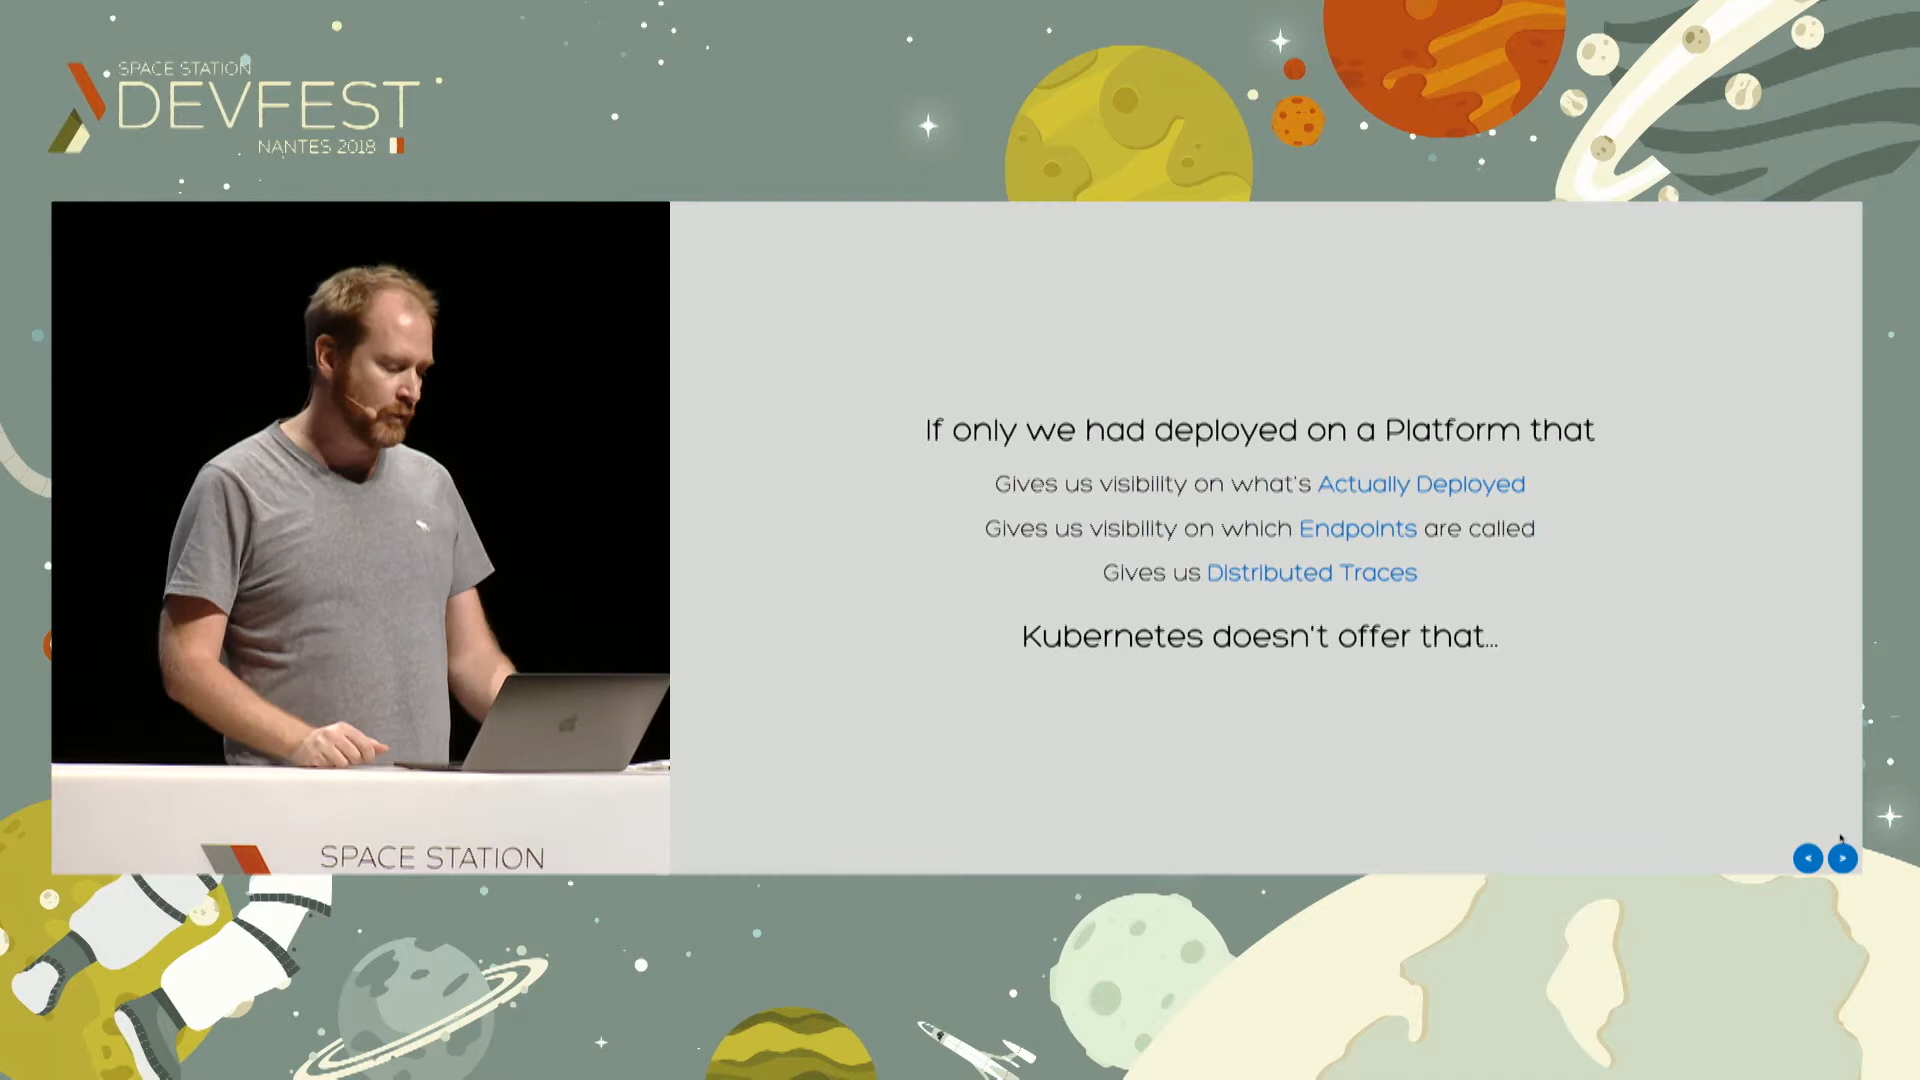 SPACE STATION
DEVFEST
NANTES 2018
If only we had deployed on a Platform that
Gives us visibility on what's Actually Deployed
Gives us visibility on which Endpoints are called
Gives us Distributed Traces
Kubernetes doesn't offer that...
SPACE STATION